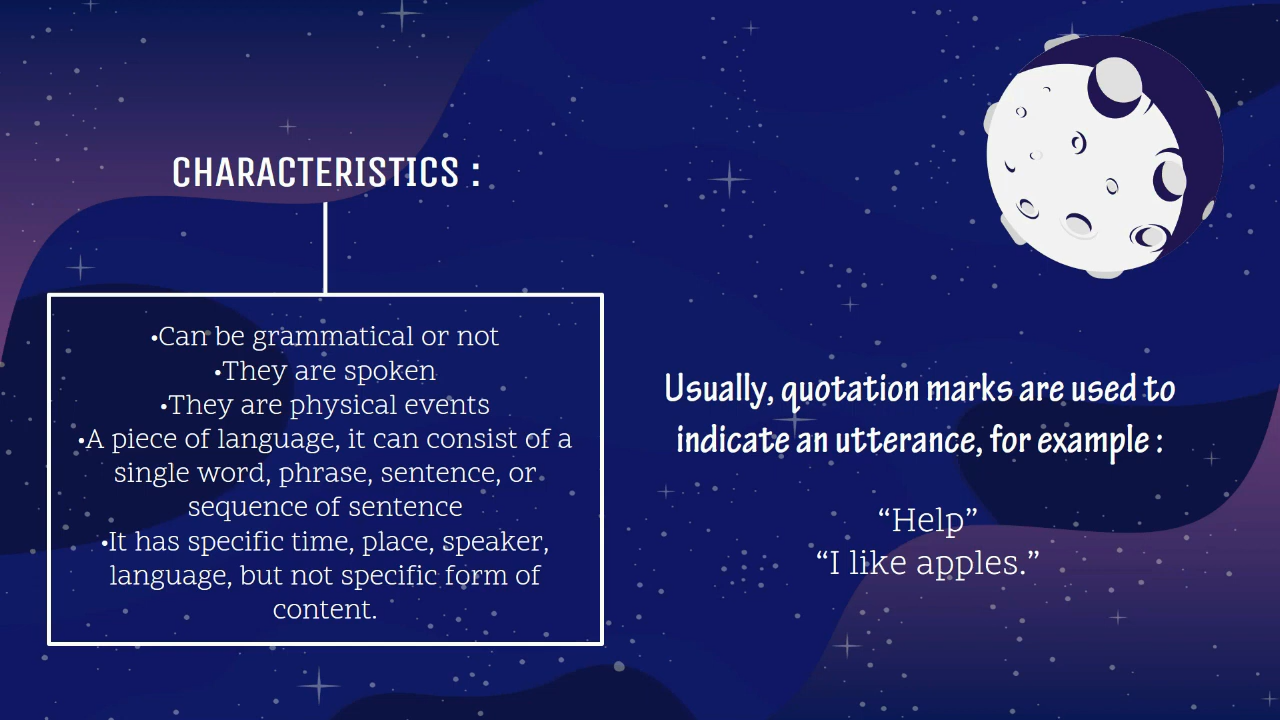 CHARACTERISTICS :
•Can be grammatical or not
•They are spoken
•They are physical events
•A piece of language, it can consist of a
single word, phrase, sentence, or
sequence of sentence
•It has specific time, place, speaker,
language, but not specific form of
content.
Usually, quotation marks are used to
indicate an utterance, for example :
“Help”
“I like apples.”